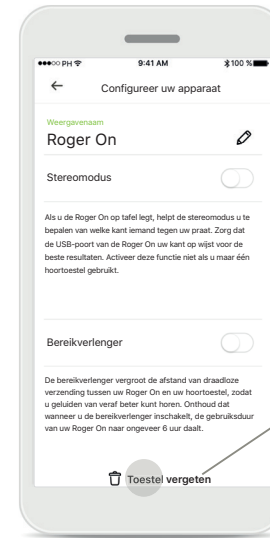 ●●●○○ PH 9:41 AM 100 %
Configureer uw apparaat
Weergavenaam
Roger On
Stereomodus
Als u de Roger On op tafel legt, helpt de stereomodus u te
bepalen van welke kant iemand tegen uw praat. Zorg dat
de USB-poort van de Roger On uw kant op wijst voor de
beste resultaten. Activeer deze functie niet als u maar één
hoortoestel gebruikt.
Bereikverlenger
De bereikverlenger vergroot de afstand van draadloze
verzending tussen uw Roger On en uw hoortoestel, zodat
u geluiden van veraf beter kunt horen. Onthoud dat
wanneer u de bereikverlenger inschakelt, de gebruiksduur
van uw Roger On naar ongeveer 6 uur daalt.
Toestel vergeten